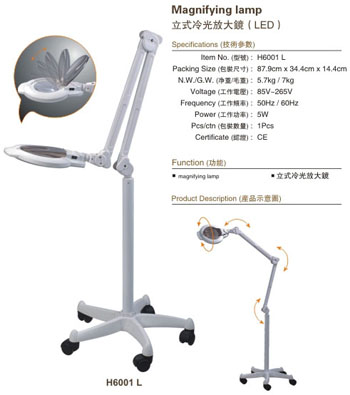 Magnifying lamp
立式冷光放大鏡（LED）
Specifications (技術參數)
Item No. (型號)： H6001 L
Packing Size (包裝尺寸)： 87.9cm x 34.4cm x 14.4cm
N.W./G.W. (净重/毛重)： 5.7kg / 7kg
Voltage (工作電壓)： 85V~265V
Frequency (工作頻率)： 50Hz / 60Hz
Power (工作功率)： 5W
Pcs/ctn (包裝數量)： 1Pcs
Certificate (認證)： CE
Function (功能)
■ magnifying lamp ■ 立式冷光放大鏡
Product Description (產品示意圖)
H6001 L